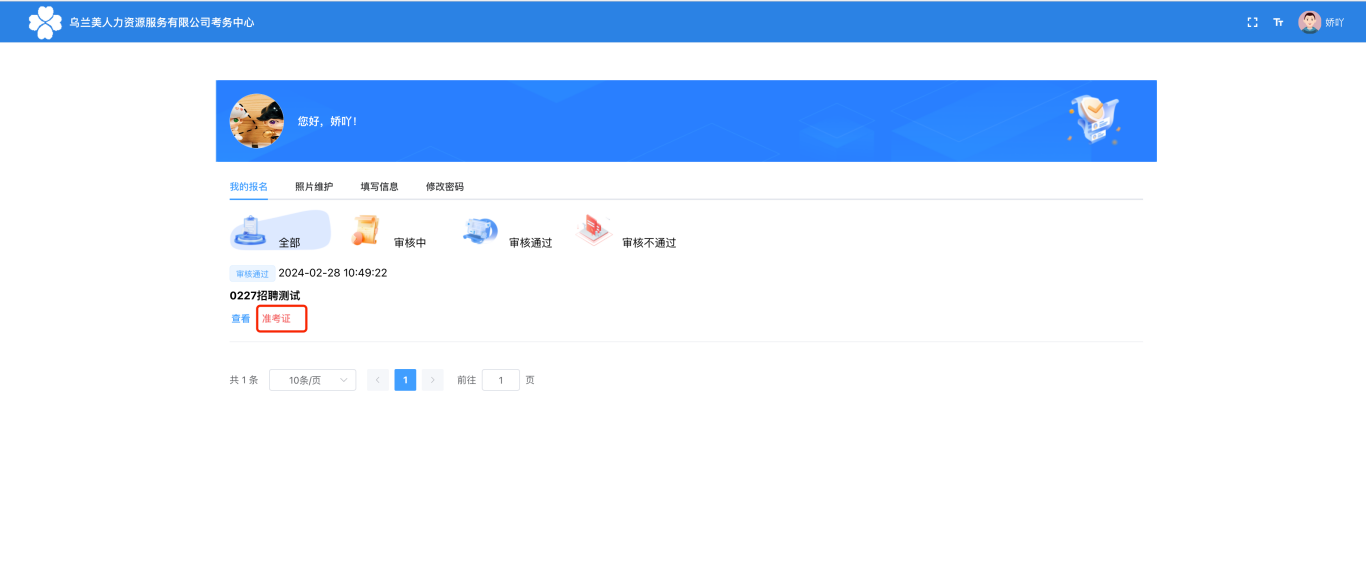 乌兰美人力资源服务有限公司考务中心
Tr 娇吖
您好，娇吖！
我的报名 照片维护 填写信息 修改密码
全部 审核中 审核通过 审核不通过
审核通过 2024-02-28 10:49:22
0227招聘测试
查看 准考证
共 1 条 10条/页 1 前往 1 页